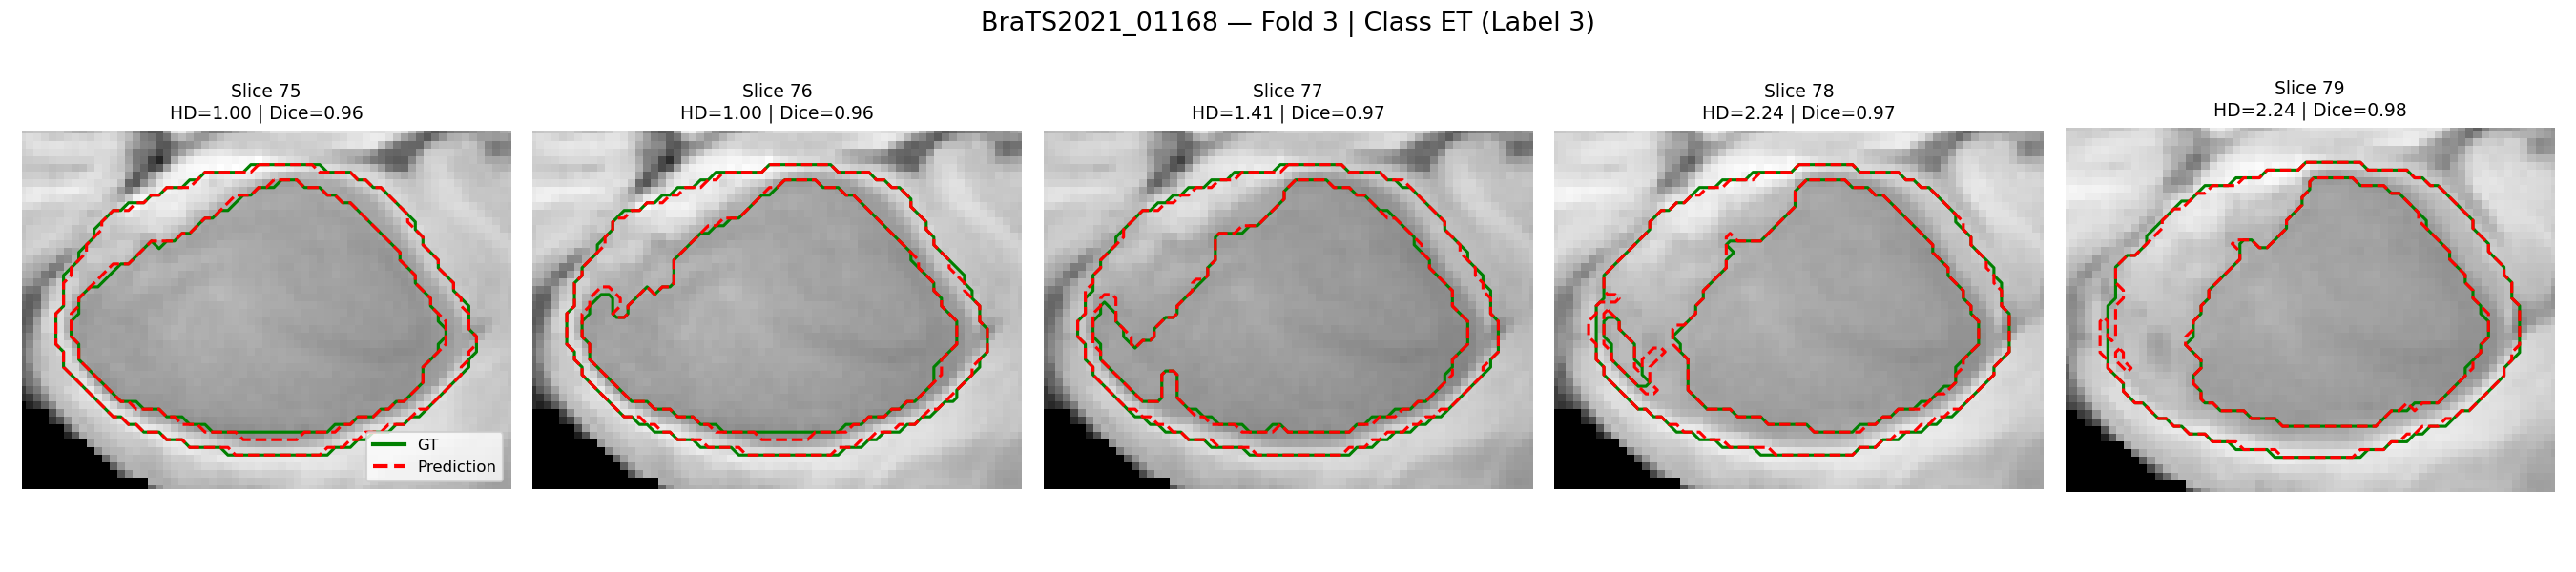 BraTS2021_01168 — Fold 3 | Class ET (Label 3)
Slice 75
HD=1.00 | Dice=0.96
Slice 76
HD=1.00 | Dice=0.96
Slice 77
HD=1.41 | Dice=0.97
Slice 78
HD=2.24 | Dice=0.97
Slice 79
HD=2.24 | Dice=0.98
GT
Prediction